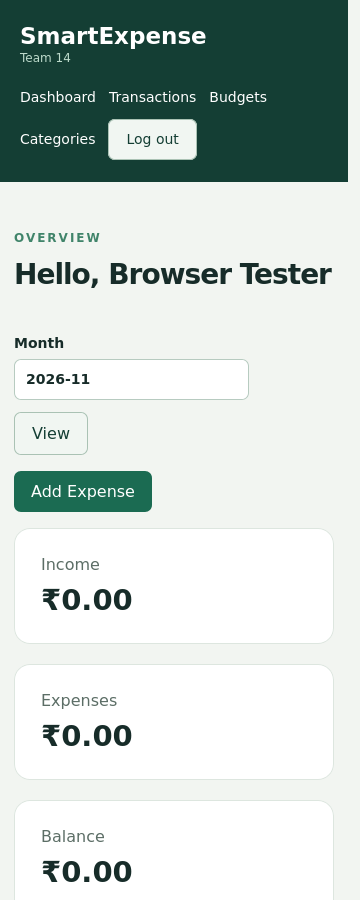 SmartExpense
Team 14
Dashboard Transactions Budgets
Categories Log out
OVERVIEW
Hello, Browser Tester
Month
2026-11
View
Add Expense
Income
₹0.00
Expenses
₹0.00
Balance
₹0.00